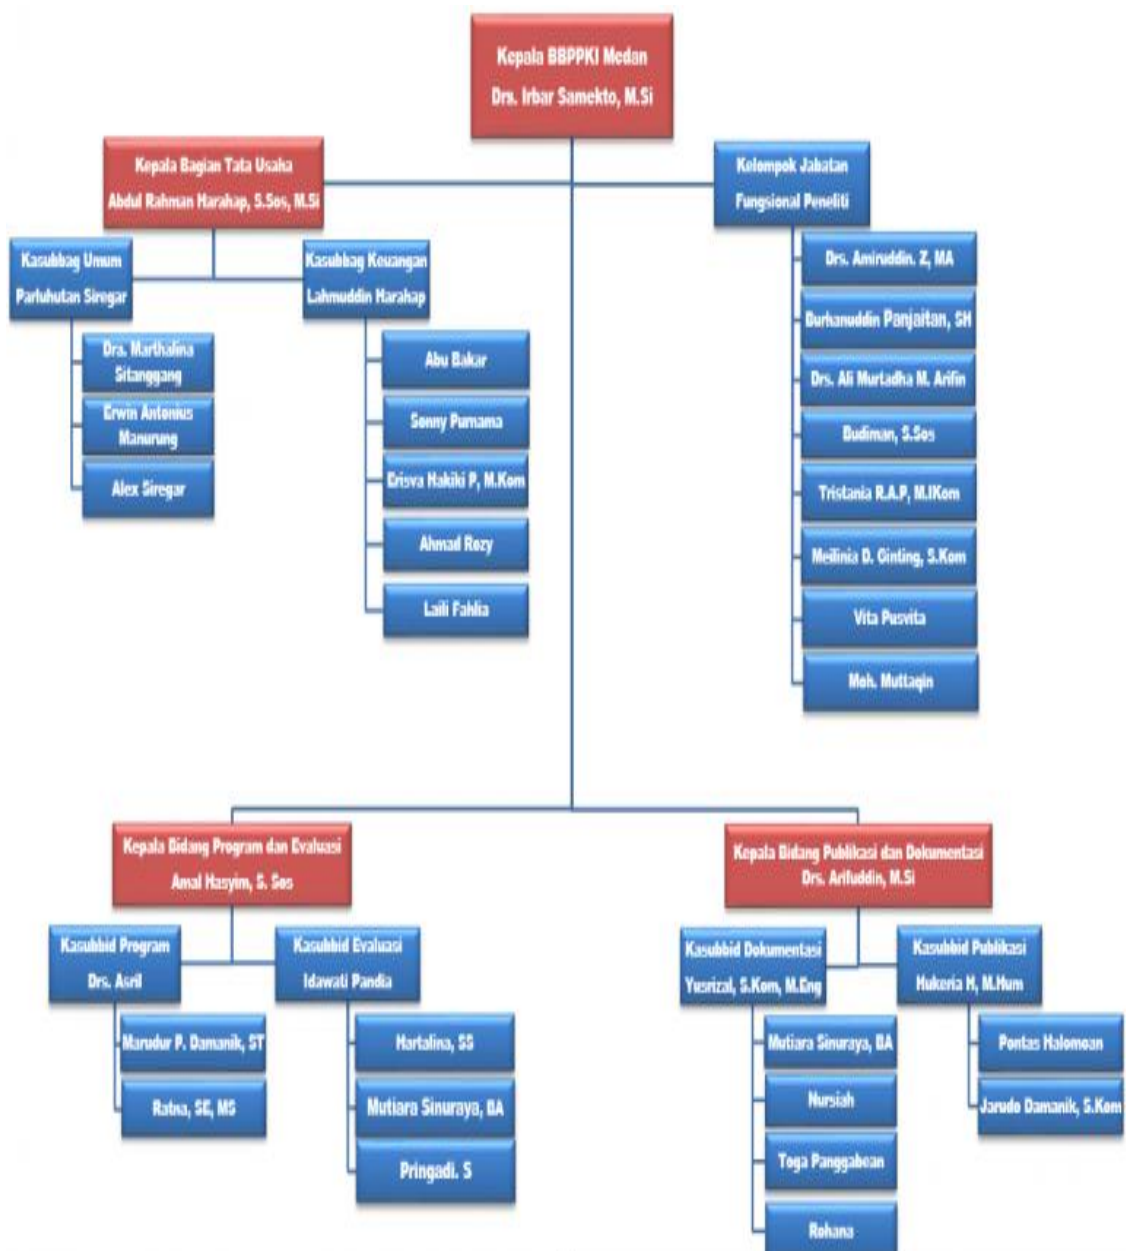 Kepala BBPPKI Medan
Drs. Irbar Samekto, M.Si
Kepala Bagian Tata Usaha
Abdul Rahman Harahap, S.Sos, M.Si
Kelompok Jabatan
Fungsional Peneliti
Kasubbag Umum
Parluhutan Siregar
Dra. Marthalina
Sitanggang
Erwin Antonius
Manurung
Alex Siregar
Kasubbag Keuangan
Lahmuddin Harahap
Abu Bakar
Sonny Purnama
Erisva Hakiki P, M.Kom
Ahmad Rozy
Laili Fahlia
Drs. Amiruddin. Z, MA
Burhanuddin Panjaitan, SH
Drs. Ali Murtadha M. Arifin
Budiman, S.Sos
Tristania R.A.P, M.IKom
Meilinia D. Ginting, S.Kom
Vita Pusvita
Moh. Muttaqin
Kepala Bidang Program dan Evaluasi
Amal Hasyim, S. Sos
Kasubbid Program
Drs. Asril
Marudur P. Damanik, ST
Ratna, SE, MS
Kasubbid Evaluasi
Idawati Pandia
Hartalina, SS
Mutiara Sinuraya, BA
Pringadi. S
Kepala Bidang Publikasi dan Dokumentasi
Drs. Arifuddin, M.Si
Kasubbid Dokumentasi
Yusrizal, S.Kom, M.Eng
Mutiara Sinuraya, BA
Nursiah
Toga Panggabean
Rohana
Kasubbid Publikasi
Hukeria H, M.Hum
Pontas Halomoan
Jarudo Damanik, S.Kom